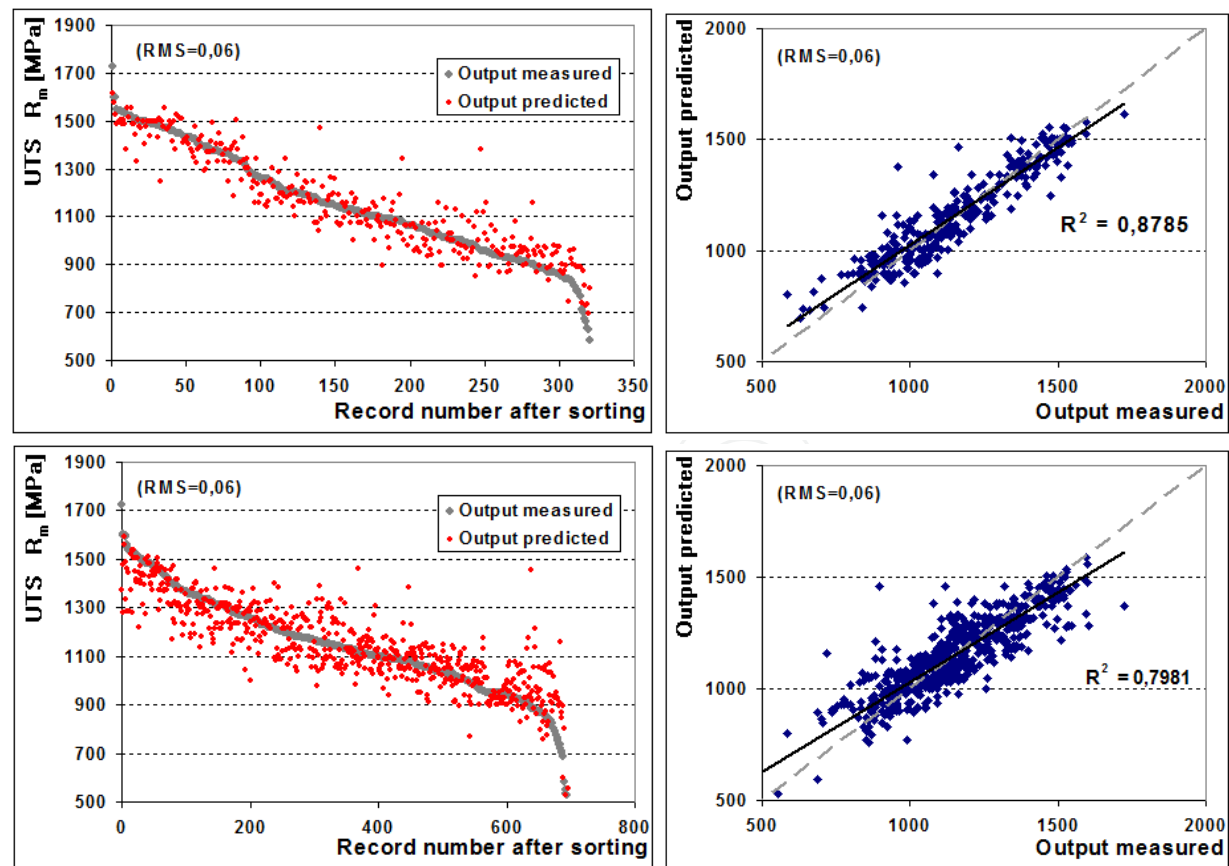 UTS R_m [MPa]
1900
1700
1500
1300
1100
900
700
500
(RMS=0,06)
Output measured
Output predicted
0 50 100 150 200 250 300 350
Record number after sorting
Output predicted
2000
1500
1000
500
(RMS=0,06)
R² = 0,8785
500 1000 1500 2000
Output measured
UTS R_m [MPa]
1900
1700
1500
1300
1100
900
700
500
(RMS=0,06)
Output measured
Output predicted
0 200 400 600 800
Record number after sorting
Output predicted
2000
1500
1000
500
(RMS=0,06)
R² = 0,7981
500 1000 1500 2000
Output measured